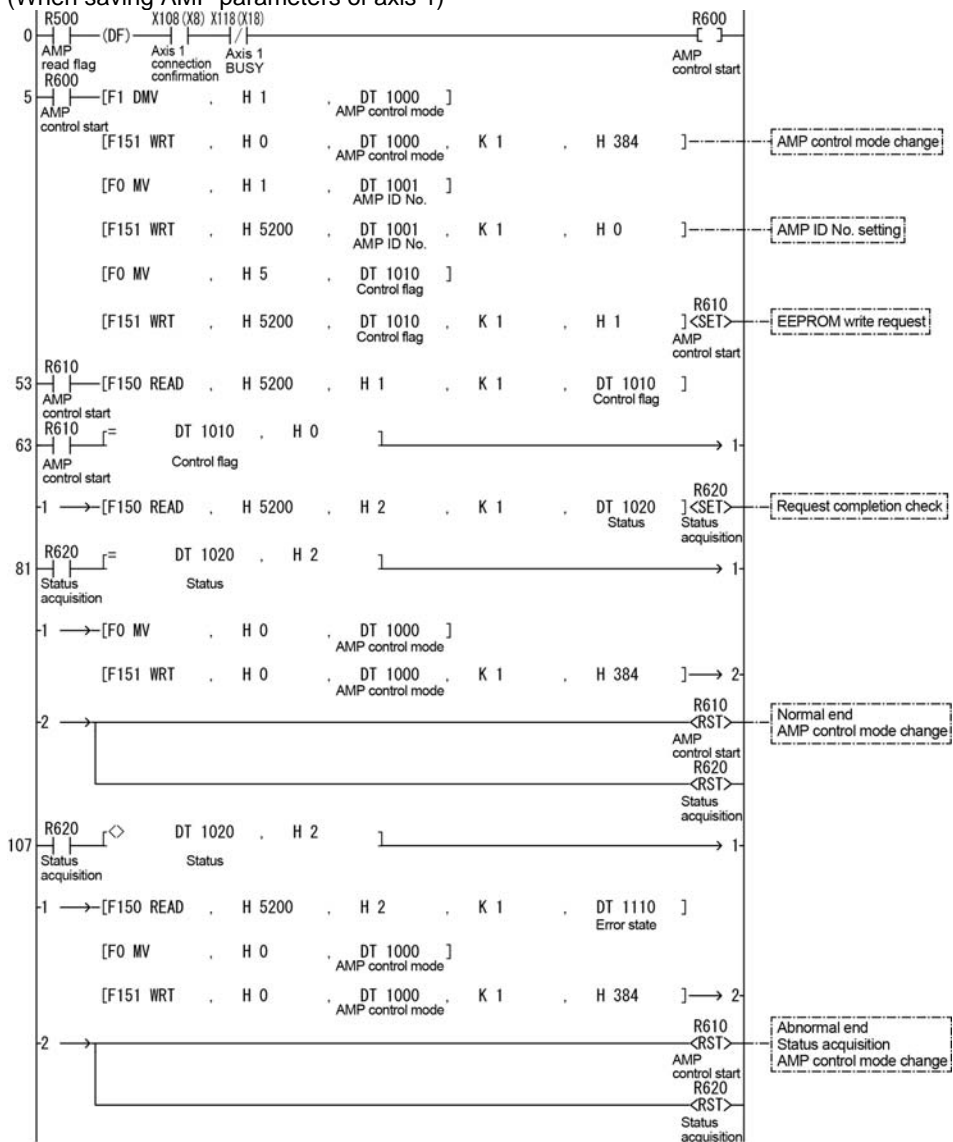 (When saving AMP parameters of axis 1)
R500 X108 (X8) X118 (X18) R600
0 (DF)
AMP read flag Axis 1 connection confirmation Axis 1 BUSY AMP control start
R600
5 [F1 DMV , H 1 , DT 1000 ]
AMP control start AMP control mode
[F151 WRT , H 0 , DT 1000 , K 1 , H 384 ] AMP control mode change
AMP control mode
[F0 MV , H 1 , DT 1001 ]
AMP ID No.
[F151 WRT , H 5200 , DT 1001 , K 1 , H 0 ] AMP ID No. setting
AMP ID No.
[F0 MV , H 5 , DT 1010 ]
Control flag
R610
[F151 WRT , H 5200 , DT 1010 , K 1 , H 1 ]<SET> EEPROM write request
Control flag AMP control start
R610
53 [F150 READ , H 5200 , H 1 , K 1 , DT 1010 ]
AMP control start Control flag
R610
63 [= DT 1010 , H 0 ] 1
AMP control start Control flag
R620
1 [F150 READ , H 5200 , H 2 , K 1 , DT 1020 ]<SET> Request completion check
Status Status acquisition
R620
81 [= DT 1020 , H 2 ] 1
Status acquisition Status
1 [F0 MV , H 0 , DT 1000 ]
AMP control mode
[F151 WRT , H 0 , DT 1000 , K 1 , H 384 ] 2
AMP control mode
R610
2 <RST> Normal end
AMP control mode change
AMP control start
R620
<RST>
Status acquisition
R620
107 [<> DT 1020 , H 2 ] 1
Status acquisition Status
1 [F150 READ , H 5200 , H 2 , K 1 , DT 1110 ]
Error state
[F0 MV , H 0 , DT 1000 ]
AMP control mode
[F151 WRT , H 0 , DT 1000 , K 1 , H 384 ] 2
AMP control mode
R610
2 <RST> Abnormal end
Status acquisition
AMP control mode change
AMP control start
R620
<RST>
Status acquisition